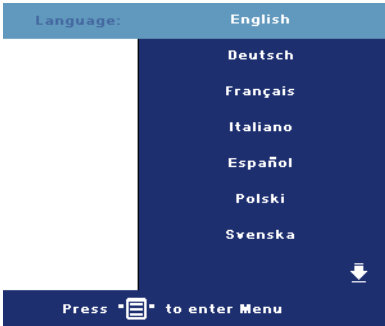 Language: English
Deutsch
Français
Italiano
Español
Polski
Svenska
Press "" to enter Menu